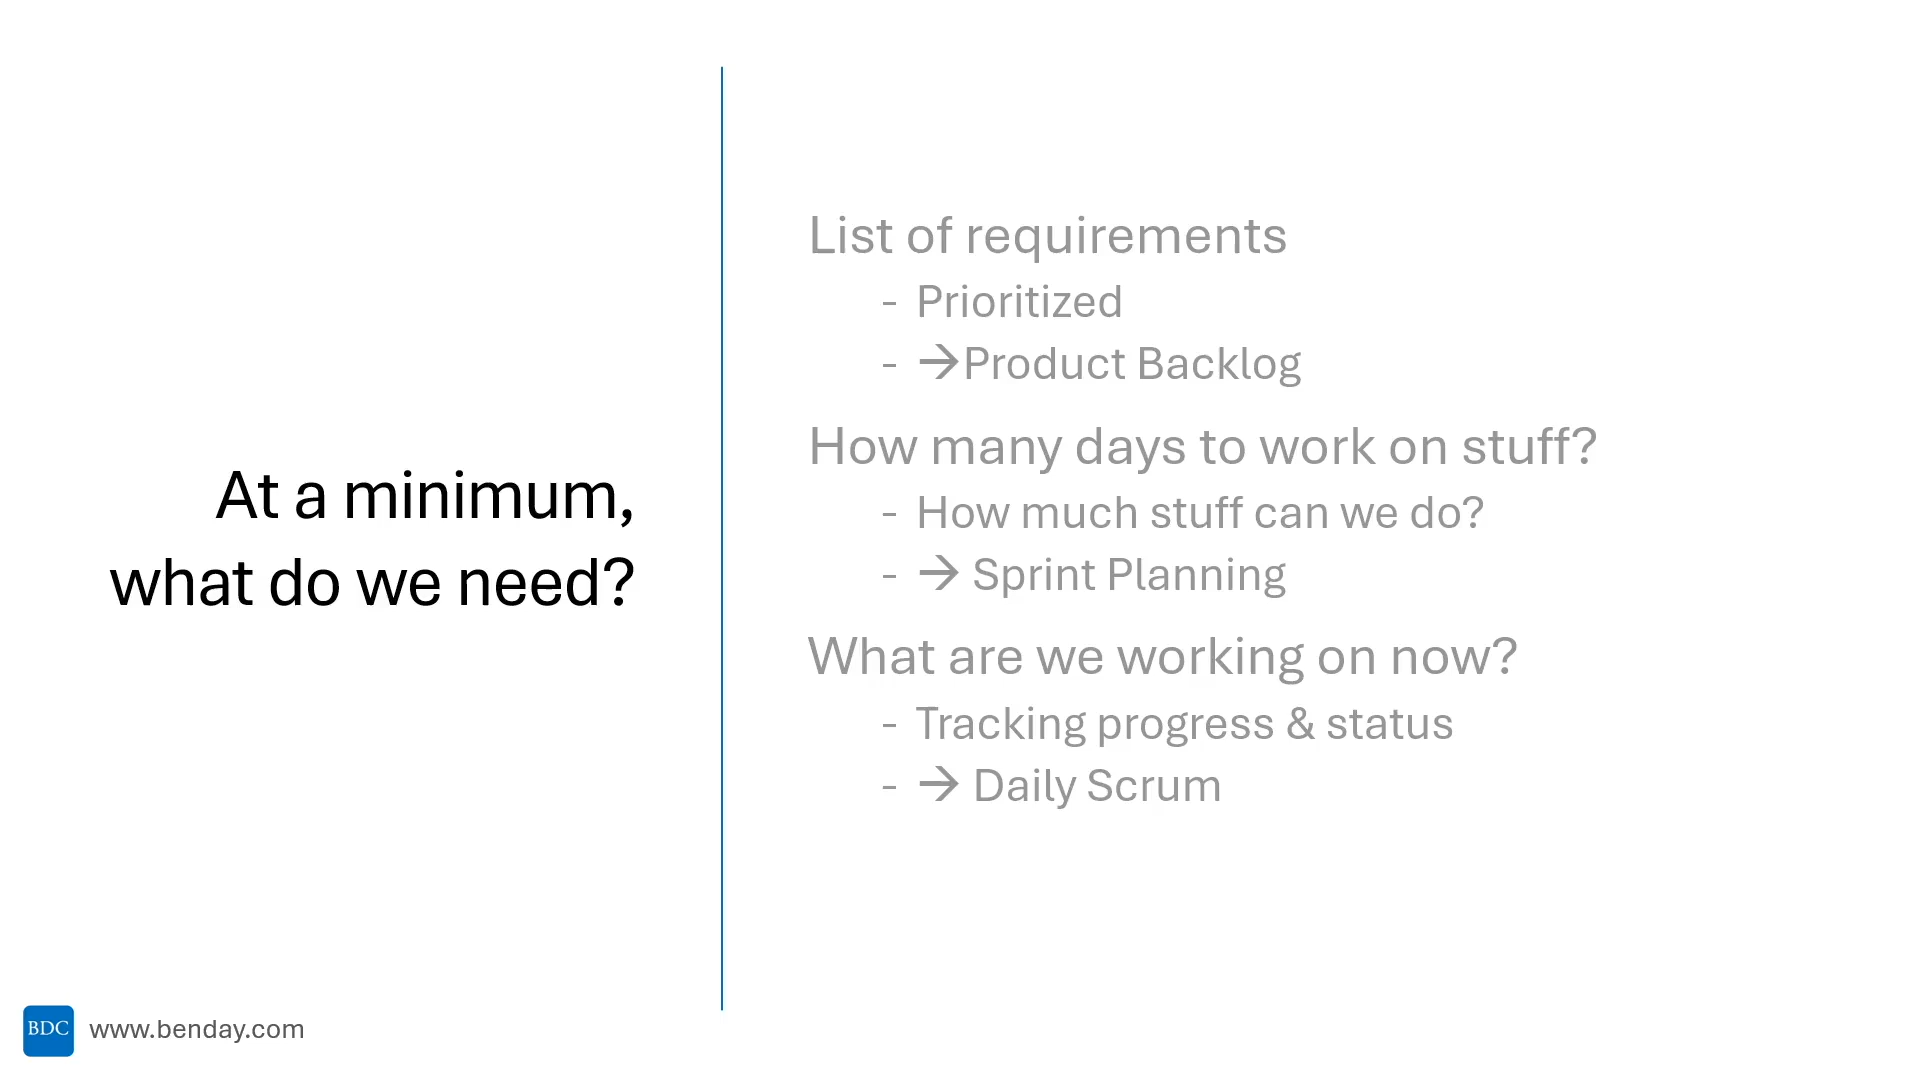 At a minimum,
what do we need?
List of requirements
- Prioritized
- →Product Backlog
How many days to work on stuff?
- How much stuff can we do?
- → Sprint Planning
What are we working on now?
- Tracking progress & status
- → Daily Scrum
BDC www.benday.com